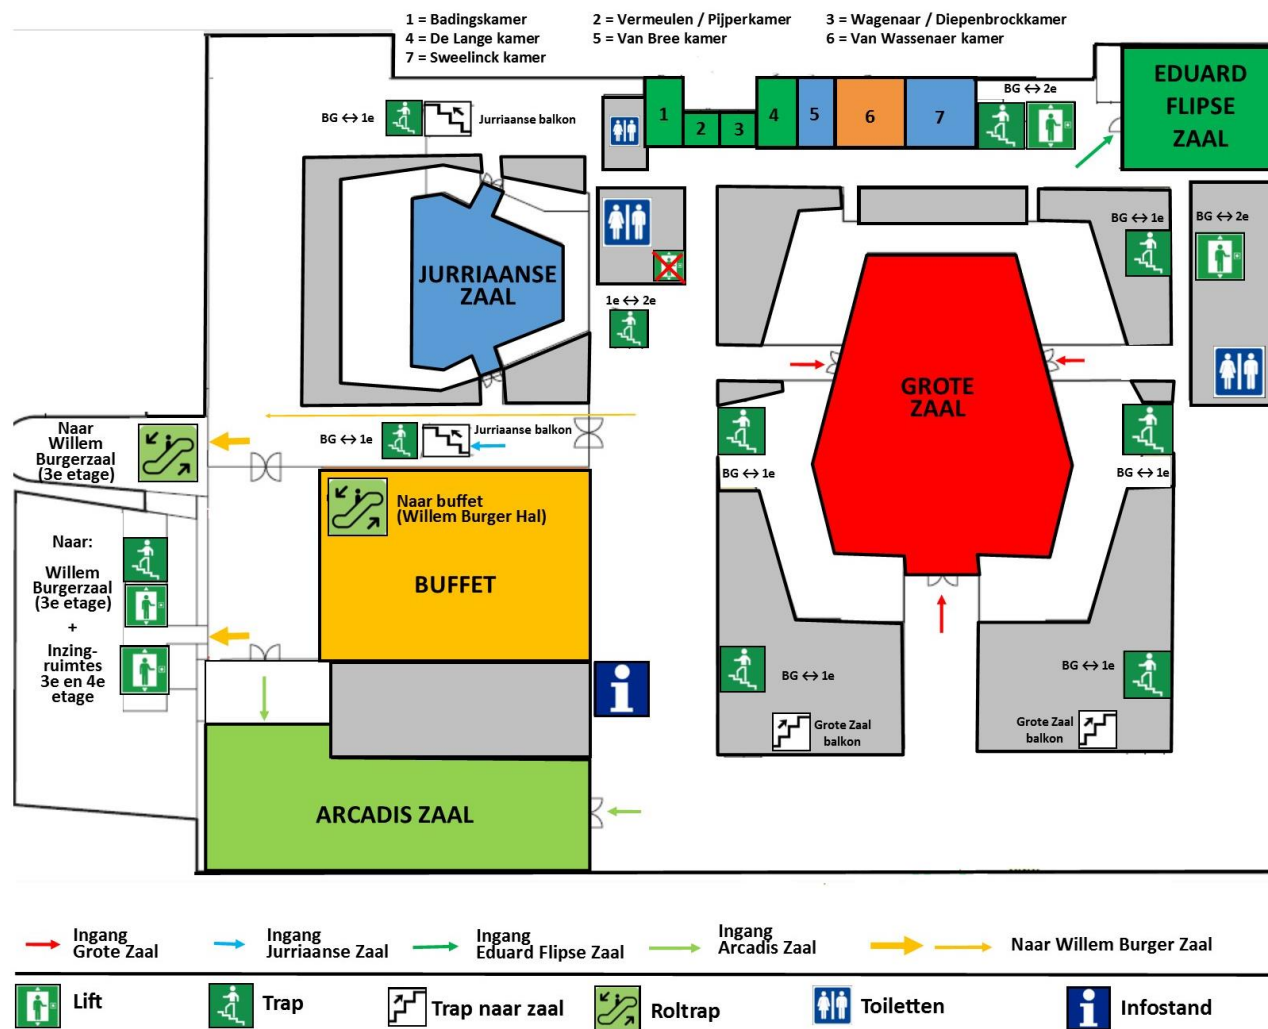 1 = Badingskamer
2 = Vermeulen / Pijperkamer
3 = Wagenaar / Diepenbrockkamer
4 = De Lange kamer
5 = Van Bree kamer
6 = Van Wassenaer kamer
7 = Sweelinck kamer
EDUARD
FLIPSE
ZAAL
BG ↔ 2e
BG ↔ 1e
Jurriaanse balkon
1
2
3
4
5
6
7
BG ↔ 1e
BG ↔ 2e
JURRIAANSE
ZAAL
1e ↔ 2e
GROTE
ZAAL
Naar
Willem
Burgerzaal
(3e etage)
BG ↔ 1e
Jurriaanse balkon
BG ↔ 1e
BG ↔ 1e
Naar buffet
(Willem Burger Hal)
BUFFET
Naar:
Willem
Burgerzaal
(3e etage)
+
Inzing-
ruimtes
3e en 4e
etage
i
BG ↔ 1e
BG ↔ 1e
Grote Zaal
balkon
Grote Zaal
balkon
ARCADIS ZAAL
Ingang
Grote Zaal
Ingang
Jurriaanse Zaal
Ingang
Eduard Flipse Zaal
Ingang
Arcadis Zaal
Naar Willem Burger Zaal
Lift
Trap
Trap naar zaal
Roltrap
Toiletten
i
Infostand